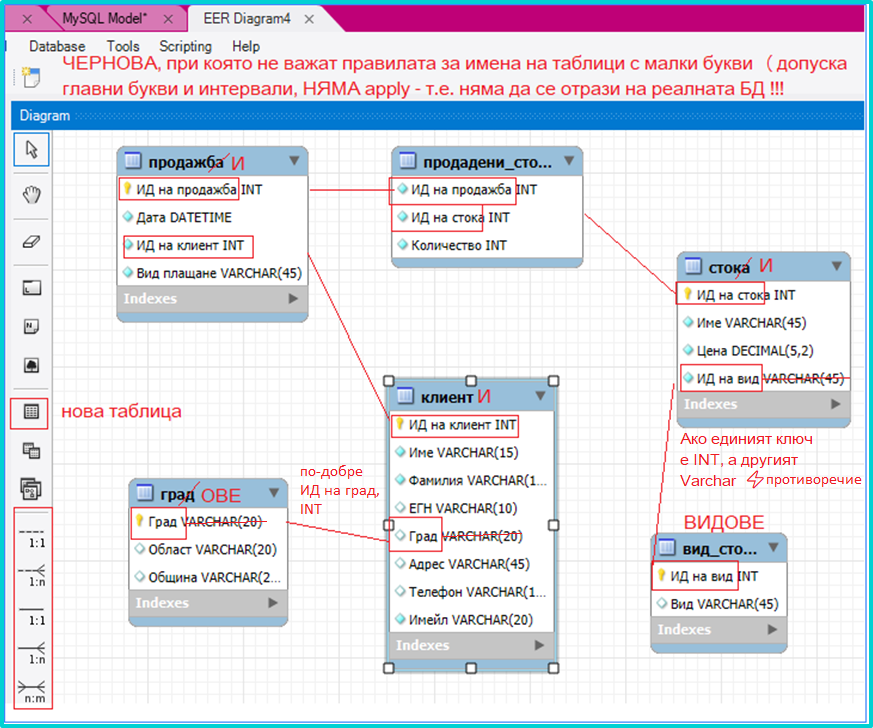 MySQL Model*
EER Diagram4
Database Tools Scripting Help
ЧЕРНОВА, при която не важат правилата за имена на таблици с малки букви ( допуска
главни букви и интервали, НЯМА apply - т.е. няма да се отрази на реалната БД !!!
Diagram
продажба И
ИД на продажба INT
Дата DATETIME
ИД на клиент INT
Вид плащане VARCHAR(45)
Indexes
продадени_сто...
ИД на продажба INT
ИД на стока INT
Количество INT
стока И
ИД на стока INT
Име VARCHAR(45)
Цена DECIMAL(5,2)
ИД на вид VARCHAR(45)
Indexes
нова таблица
клиент И
ИД на клиент INT
Име VARCHAR(15)
Фамилия VARCHAR(1...
ЕГН VARCHAR(10)
Град VARCHAR(20)
Адрес VARCHAR(45)
Телефон VARCHAR(1...
Имейл VARCHAR(20)
Indexes
Ако единият ключ
е INT, а другият
Varchar противоречие
по-добре
ИД на град,
INT
град ОВЕ
Град VARCHAR(20)
Област VARCHAR(20)
Община VARCHAR(2...
Indexes
ВИДОВЕ
вид_сто...
ИД на вид INT
Вид VARCHAR(45)
Indexes
1:1
1:n
1:1
1:n
n:m